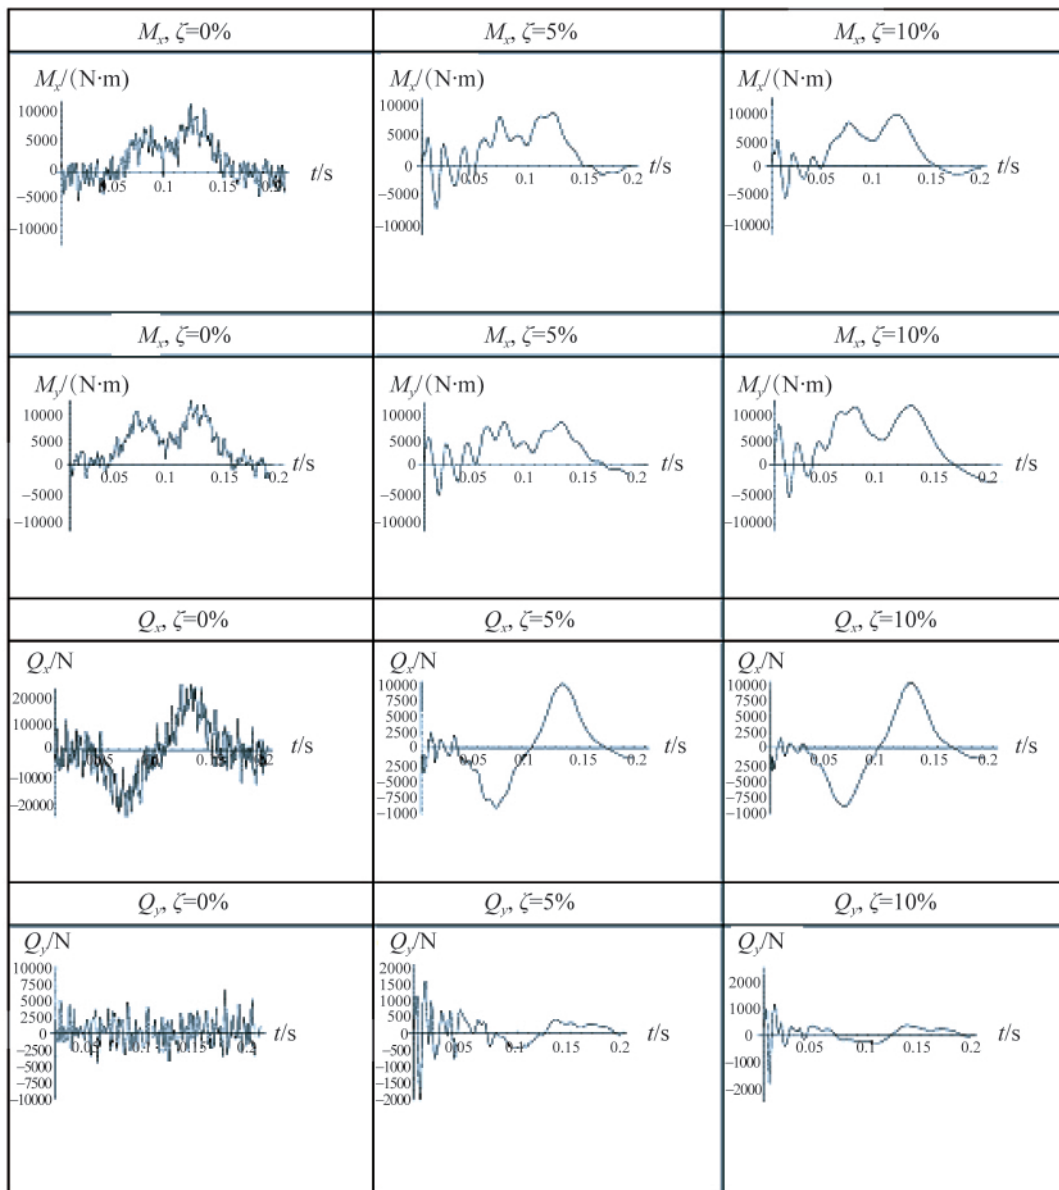 Mx, ζ=0% Mx, ζ=5% Mx, ζ=10%
Mx/(N·m) Mx/(N·m) Mx/(N·m)
10000 10000 10000
5000 5000 5000
0 0 0
0.05 0.1 0.15 0.2 t/s 0.05 0.1 0.15 0.2 t/s 0.05 0.1 0.15 0.2 t/s
−5000 −5000 −5000
−10000 −10000 −10000
Mx, ζ=0% Mx, ζ=5% Mx, ζ=10%
My/(N·m) My/(N·m) My/(N·m)
10000 10000 10000
5000 5000 5000
0 0 0
0.05 0.1 0.15 0.2 t/s 0.05 0.1 0.15 0.2 t/s 0.05 0.1 0.15 0.2 t/s
−5000 −5000 −5000
−10000 −10000 −10000
Qx, ζ=0% Qx, ζ=5% Qx, ζ=10%
Qx/N Qx/N Qx/N
20000 10000 10000
10000 7500 7500
5000 5000
2500 2500
0 0 0
0.15 0.2 t/s 0.05 0.15 0.2 t/s 0.05 0.1 0.15 0.2 t/s
−10000 2500 2500
−20000 −5000 −5000
−7500 −7500
−1000 −1000
Qy, ζ=0% Qy, ζ=5% Qy, ζ=10%
Qy/N Qy/N Qy/N
10000 2000 2000
7500 1500
5000 1000 1000
2500 500
0 0 0
0.05 0.1 0.15 0.2 t/s 0.05 0.1 0.15 0.2 t/s 0.05 0.1 0.15 0.2 t/s
−2500 −500 −1000
−5000 −1000
−7500 1500 −2000
−10000 −2000